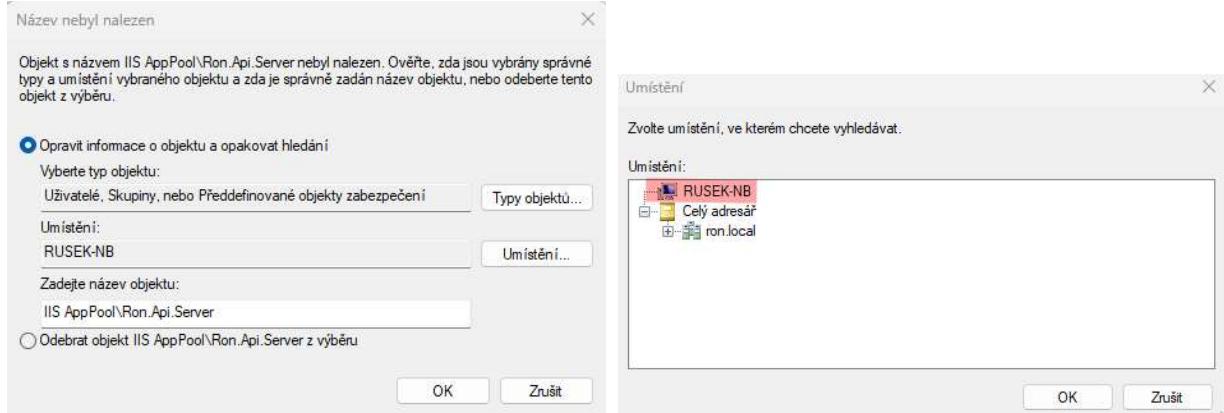 Název nebyl nalezen
Objekt s názvem IIS AppPool\Ron.Api.Server nebyl nalezen. Ověřte, zda jsou vybrány správné
typy a umístění vybraného objektu a zda je správně zadán název objektu, nebo odeberte tento
objekt z výběru.
Opravit informace o objektu a opakovat hledání
Vyberte typ objektu:
Uživatelé, Skupiny, nebo Předdefinované objekty zabezpečení
Typy objektů...
Umístění:
RUSEK-NB
Umístění...
Zadejte název objektu:
IIS AppPool\Ron.Api.Server
Odebrat objekt IIS AppPool\Ron.Api.Server z výběru
OK
Zrušit
Umístění
Zvolte umístění, ve kterém chcete vyhledávat.
Umístění:
RUSEK-NB
Celý adresář
ron.local
OK
Zrušit